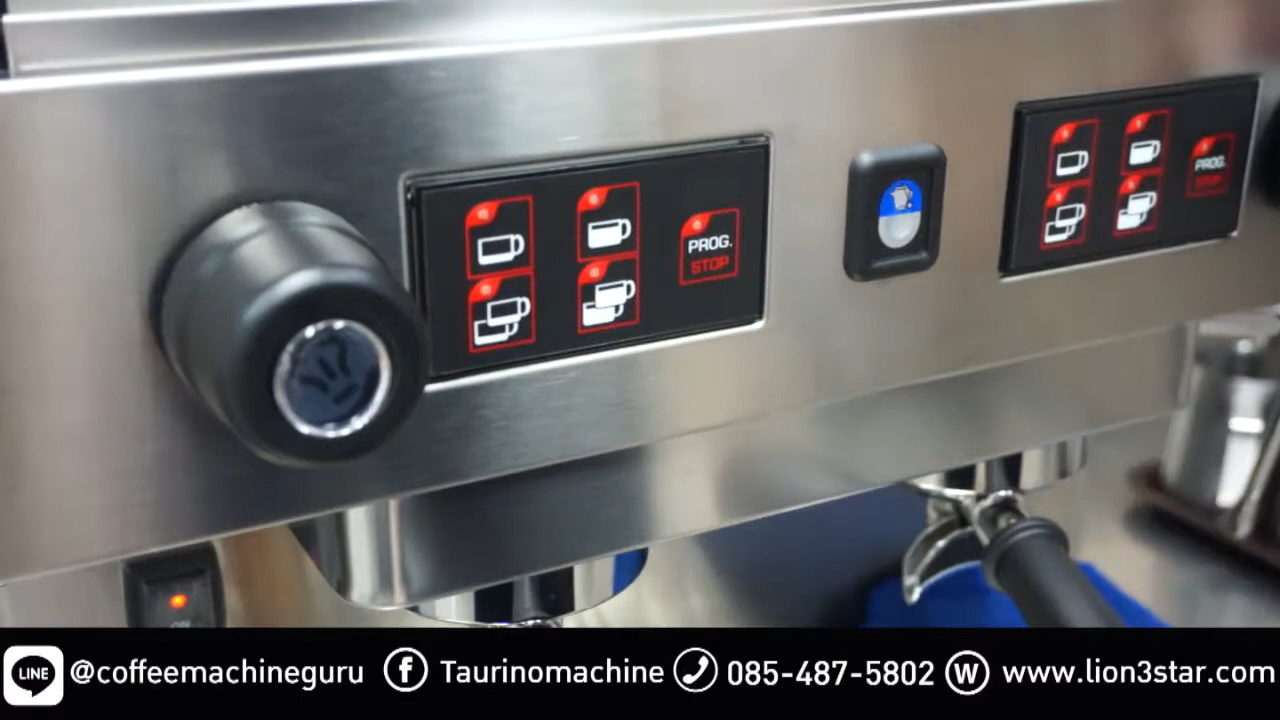 PROG.
STOP
PROG.
STOP
LINE @coffeemachineguru Taurinomachine 085-487-5802 www.lion3star.com